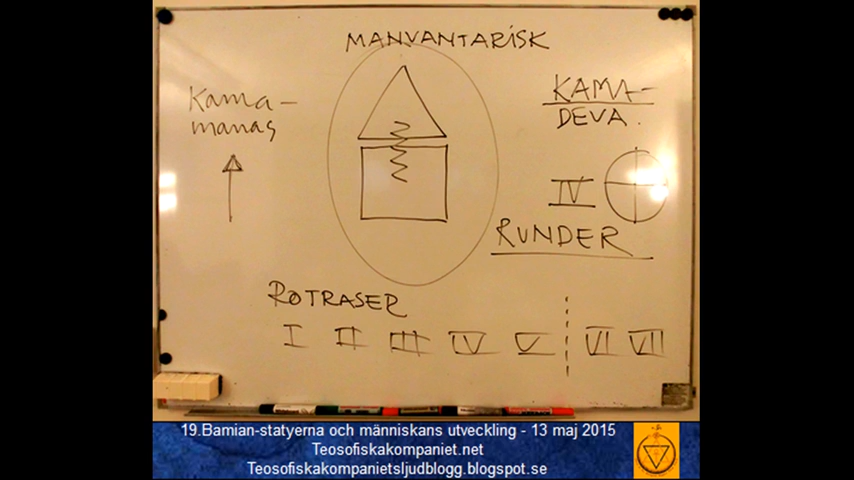 MANVANTARISK
Kama-
manas
KAMA-
DEVA.
IV
RUNDER
ROTRASER
I II III IV V VI VII
19.Bamian-statyerna och människans utveckling - 13 maj 2015
Teosofiskakompaniet.net
Teosofiskakompanietsljudblogg.blogspot.se